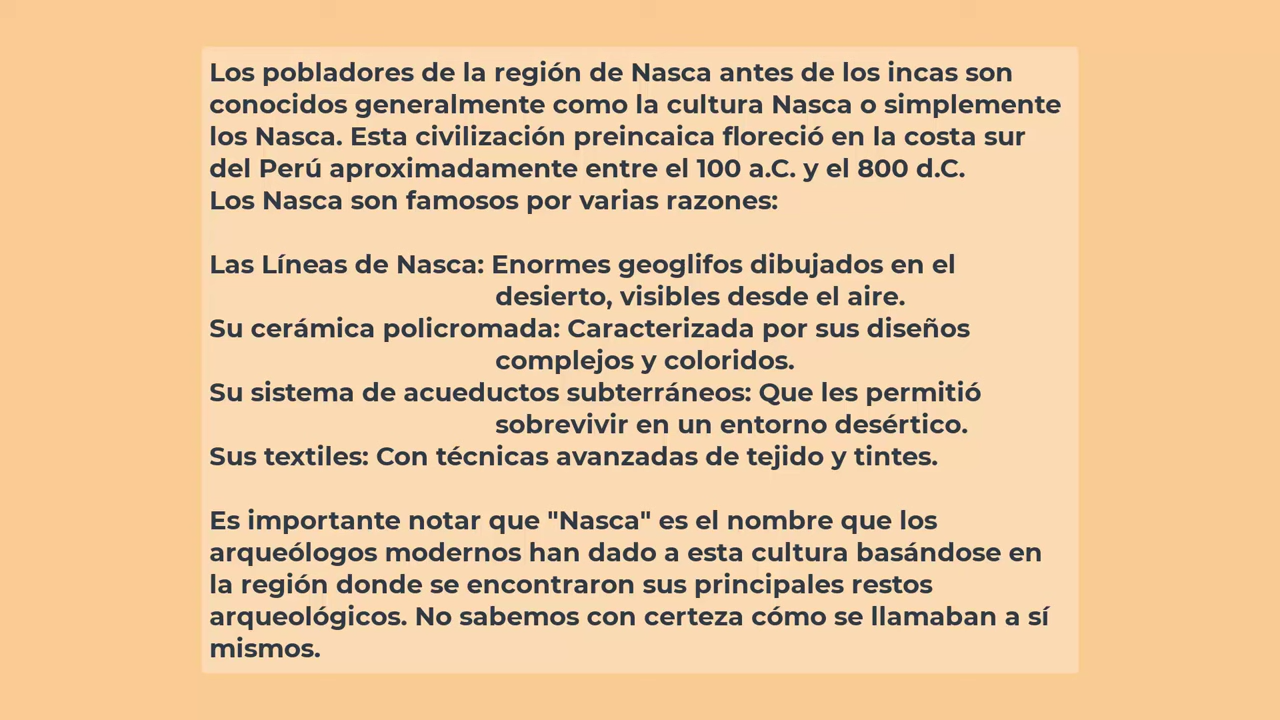 Los pobladores de la región de Nasca antes de los incas son
conocidos generalmente como la cultura Nasca o simplemente
los Nasca. Esta civilización preincaica floreció en la costa sur
del Perú aproximadamente entre el 100 a.C. y el 800 d.C.
Los Nasca son famosos por varias razones:
Las Líneas de Nasca: Enormes geoglifos dibujados en el
desierto, visibles desde el aire.
Su cerámica policromada: Caracterizada por sus diseños
complejos y coloridos.
Su sistema de acueductos subterráneos: Que les permitió
sobrevivir en un entorno desértico.
Sus textiles: Con técnicas avanzadas de tejido y tintes.
Es importante notar que "Nasca" es el nombre que los
arqueólogos modernos han dado a esta cultura basándose en
la región donde se encontraron sus principales restos
arqueológicos. No sabemos con certeza cómo se llamaban a sí
mismos.